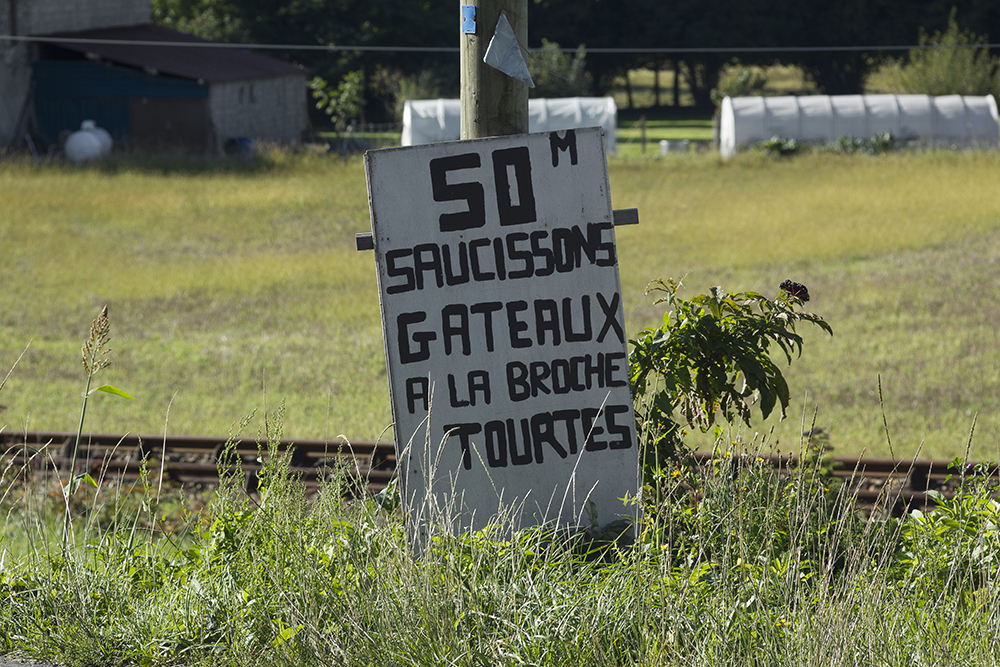 50 M
SAUCISSONS
GATEAUX
A LA BROCHE
TOURTES